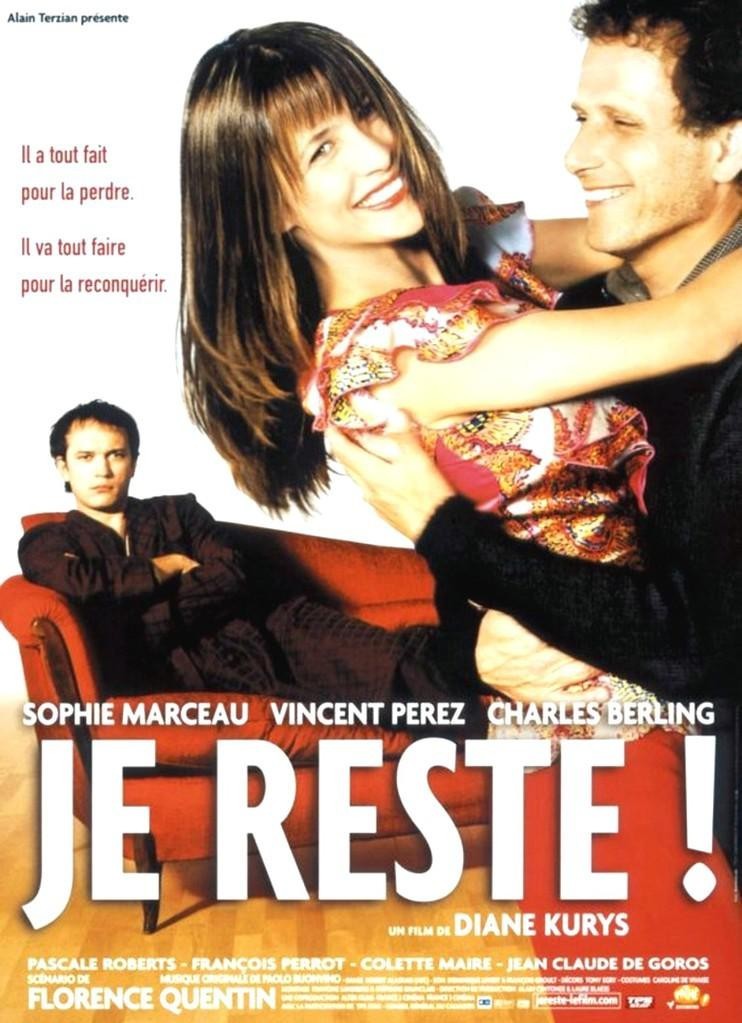 Alain Terzian présente
Il a tout fait
pour la perdre.
Il va tout faire
pour la reconquérir.
SOPHIE MARCEAU VINCENT PEREZ CHARLES BERLING
JE RESTE !
UN FILM DE DIANE KURYS
PASCALE ROBERTS - FRANÇOIS PERROT - COLETTE MAIRE - JEAN CLAUDE DE GOROS
SCÉNARIO DE MUSIQUE ORIGINALE DE PAOLO BUONVINO
FLORENCE QUENTIN
jereste-lefilm.com
TPS